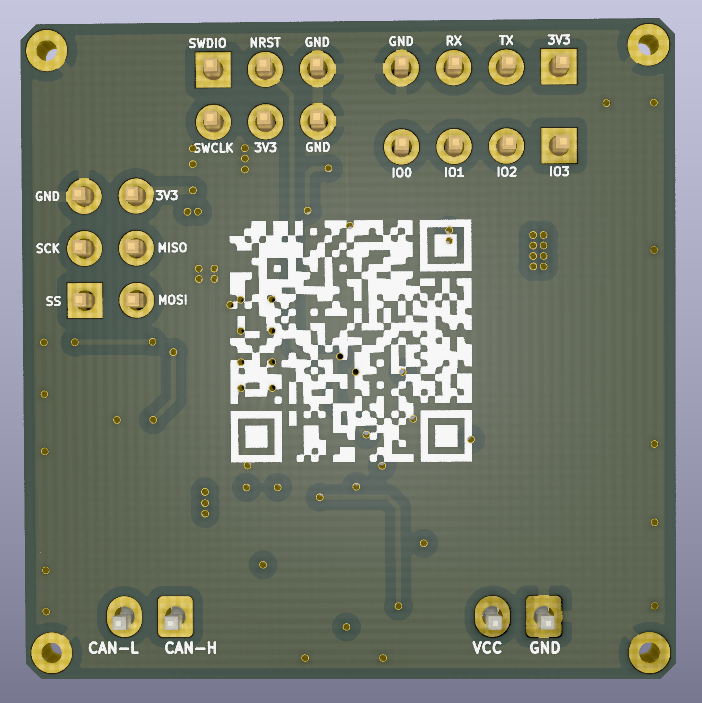 SWDIO NRST GND GND RX TX 3V3
SWCLK 3V3 GND IO0 IO1 IO2 IO3
GND 3V3
SCK MISO
SS MOSI
CAN-L CAN-H VCC GND